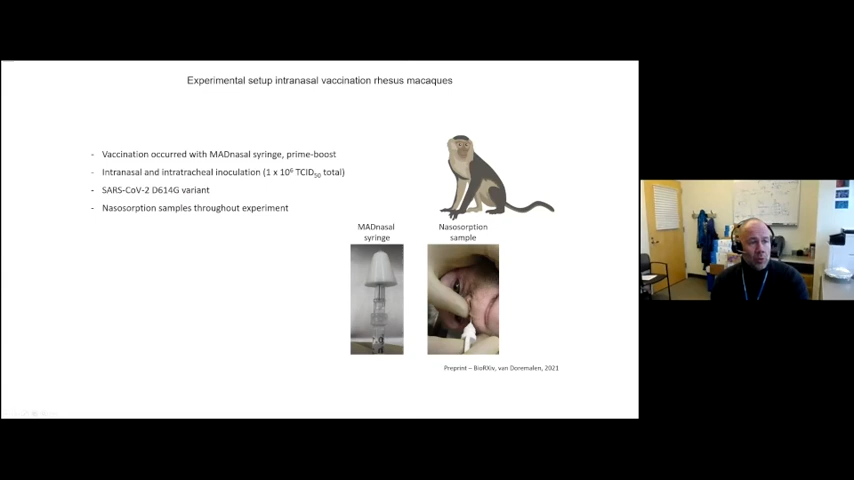 Experimental setup intranasal vaccination rhesus macaques
- Vaccination occurred with MADnasal syringe, prime-boost
- Intranasal and intratracheal inoculation (1 x 10⁶ TCID₅₀ total)
- SARS-CoV-2 D614G variant
- Nasosorption samples throughout experiment
MADnasal
syringe
Nasosorption
sample
Preprint – BioRXiv, van Doremalen, 2021